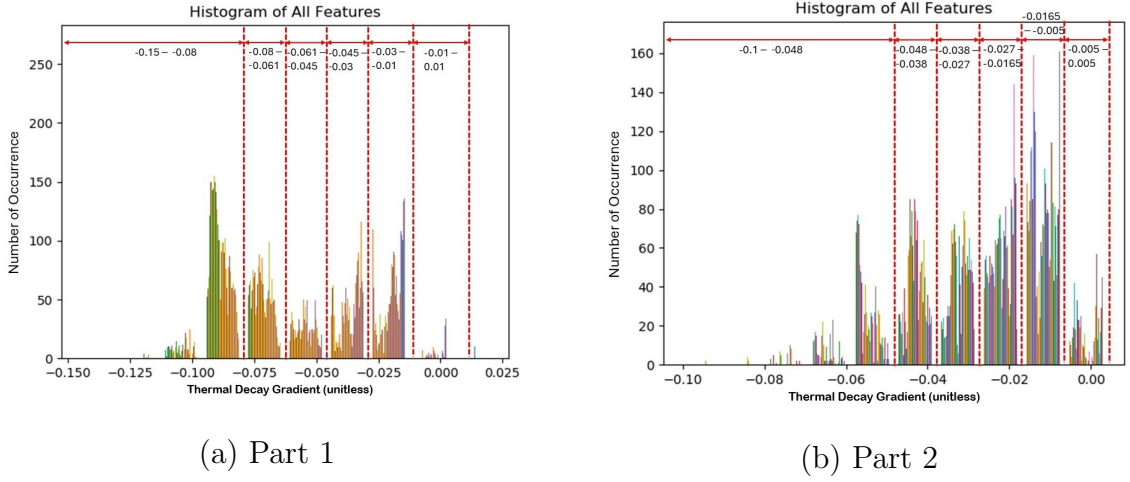 Histogram of All Features
-0.15 – -0.08
-0.08 –
-0.061
-0.061 –
-0.045
-0.045 –
-0.03
-0.03 –
-0.01
-0.01 –
0.01
250
200
150
100
50
0
Number of Occurrence
-0.150 -0.125 -0.100 -0.075 -0.050 -0.025 0.000 0.025
Thermal Decay Gradient (unitless)
(a) Part 1
Histogram of All Features
-0.1 – -0.048
-0.048 –
-0.038
-0.038 –
-0.027
-0.027 –
-0.0165
-0.0165
– -0.005
-0.005 –
0.005
160
140
120
100
80
60
40
20
0
Number of Occurrence
-0.10 -0.08 -0.06 -0.04 -0.02 0.00
Thermal Decay Gradient (unitless)
(b) Part 2